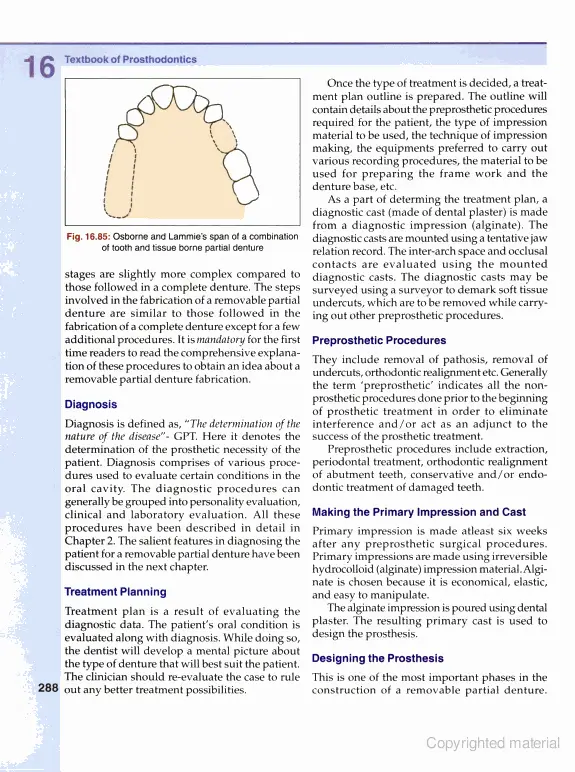 16
Textbook of Prosthodontics
Fig. 16.85: Osborne and Lammie's span of a combination
of tooth and tissue borne partial denture
stages are slightly more complex compared to
those followed in a complete denture. The steps
involved in the fabrication of a removable partial
denture are similar to those followed in the
fabrication of a complete denture except for a few
additional procedures. It is mandatory for the first
time readers to read the comprehensive explana-
tion of these procedures to obtain an idea about a
removable partial denture fabrication.
Diagnosis
Diagnosis is defined as, "The determination of the
nature of the disease"- GPT. Here it denotes the
determination of the prosthetic necessity of the
patient. Diagnosis comprises of various proce-
dures used to evaluate certain conditions in the
oral cavity. The diagnostic procedures can
generally be grouped into personality evaluation,
clinical and laboratory evaluation. All these
procedures have been described in detail in
Chapter 2. The salient features in diagnosing the
patient for a removable partial denture have been
discussed in the next chapter.
Treatment Planning
Treatment plan is a result of evaluating the
diagnostic data. The patient's oral condition is
evaluated along with diagnosis. While doing so,
the dentist will develop a mental picture about
the type of denture that will best suit the patient.
The clinician should re-evaluate the case to rule
out any better treatment possibilities.
288
Once the type of treatment is decided, a treat-
ment plan outline is prepared. The outline will
contain details about the preprosthetic procedures
required for the patient, the type of impression
material to be used, the technique of impression
making, the equipments preferred to carry out
various recording procedures, the material to be
used for preparing the frame work and the
denture base, etc.
As a part of determing the treatment plan, a
diagnostic cast (made of dental plaster) is made
from a diagnostic impression (alginate). The
diagnostic casts are mounted using a tentative jaw
relation record. The inter-arch space and occlusal
contacts are evaluated using the mounted
diagnostic casts. The diagnostic casts may be
surveyed using a surveyor to demark soft tissue
undercuts, which are to be removed while carry-
ing out other preprosthetic procedures.
Preprosthetic Procedures
They include removal of pathosis, removal of
undercuts, orthodontic realignment etc. Generally
the term 'preprosthetic' indicates all the non-
prosthetic procedures done prior to the beginning
of prosthetic treatment in order to eliminate
interference and/or act as an adjunct to the
success of the prosthetic treatment.
Preprosthetic procedures include extraction,
periodontal treatment, orthodontic realignment
of abutment teeth, conservative and/or endo-
dontic treatment of damaged teeth.
Making the Primary Impression and Cast
Primary impression is made atleast six weeks
after any preprosthetic surgical procedures.
Primary impressions are made using irreversible
hydrocolloid (alginate) impression material. Algi-
nate is chosen because it is economical, elastic,
and easy to manipulate.
The alginate impression is poured using dental
plaster. The resulting primary cast is used to
design the prosthesis.
Designing the Prosthesis
This is one of the most important phases in the
construction of a removable partial denture.
Copyrighted material